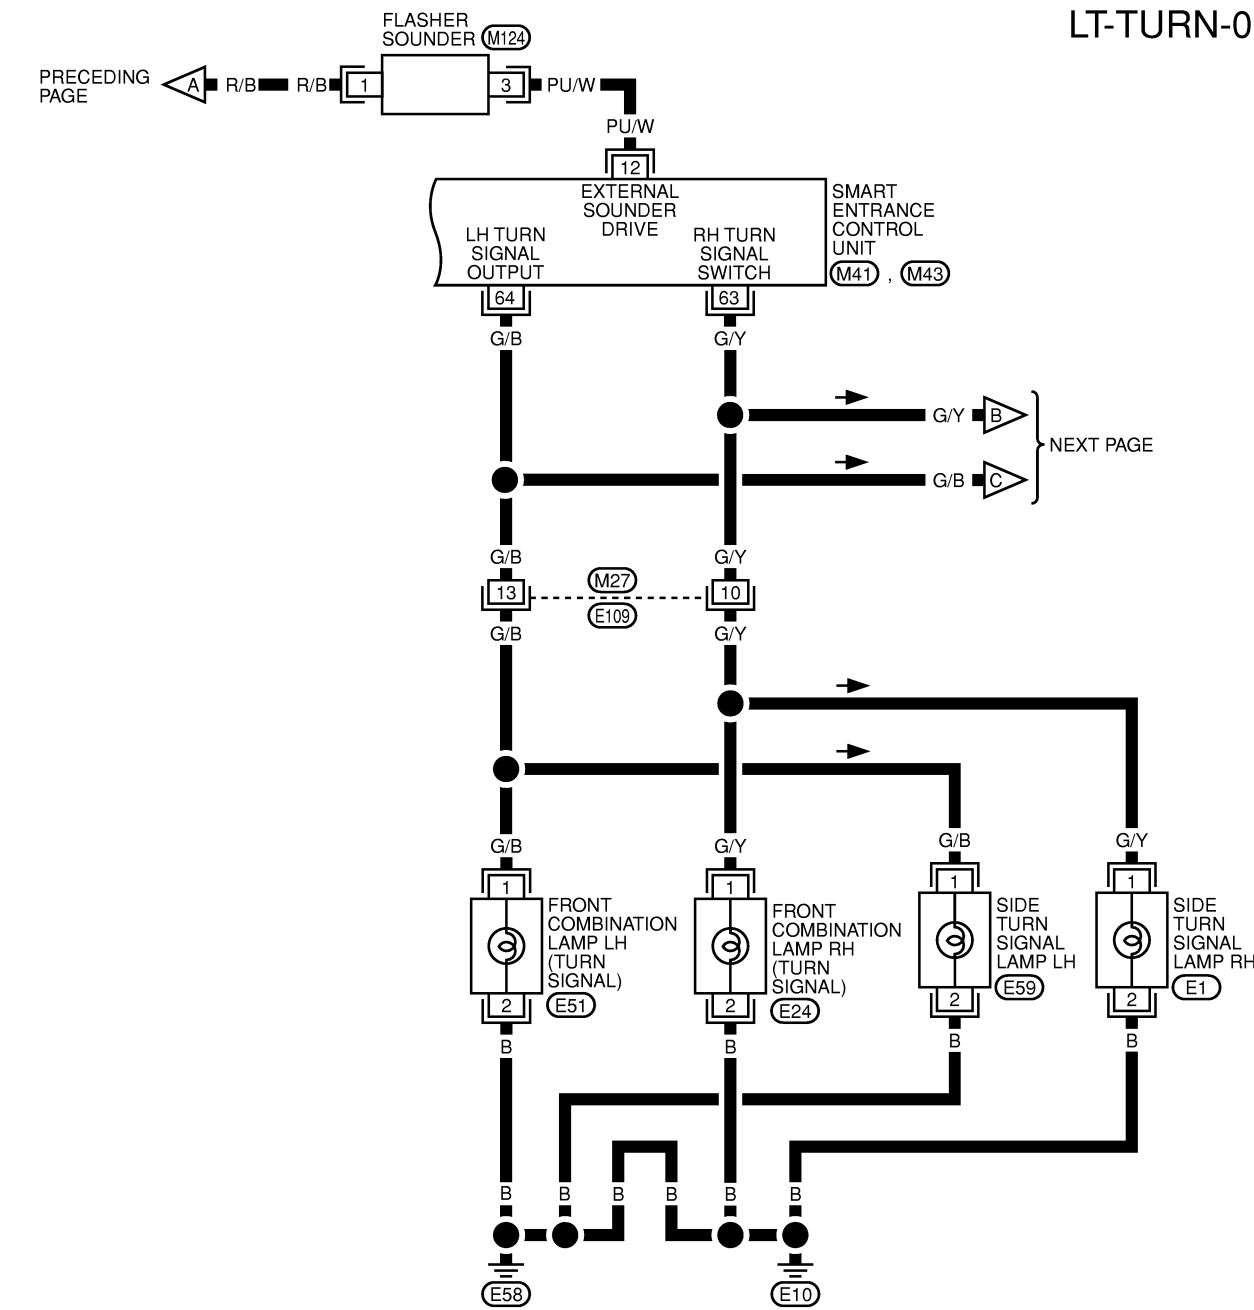 LT-TURN-0
FLASHER
SOUNDER M124
PRECEDING
PAGE
A R/B R/B 1 3 PU/W
PU/W
12
EXTERNAL
SOUNDER
DRIVE
LH TURN
SIGNAL
OUTPUT
RH TURN
SIGNAL
SWITCH
SMART
ENTRANCE
CONTROL
UNIT
M41 , M43
64 63
G/B G/Y
G/Y B
NEXT PAGE
G/B C
G/B G/Y
13 M27 10
E109
G/B G/Y
G/B G/Y G/B G/Y
1 1 1 1
FRONT
COMBINATION
LAMP LH
(TURN
SIGNAL)
E51
FRONT
COMBINATION
LAMP RH
(TURN
SIGNAL)
E24
SIDE
TURN
SIGNAL
LAMP LH
E59
SIDE
TURN
SIGNAL
LAMP RH
E1
2 2 2 2
B B B B
B B B B B B
E58 E10